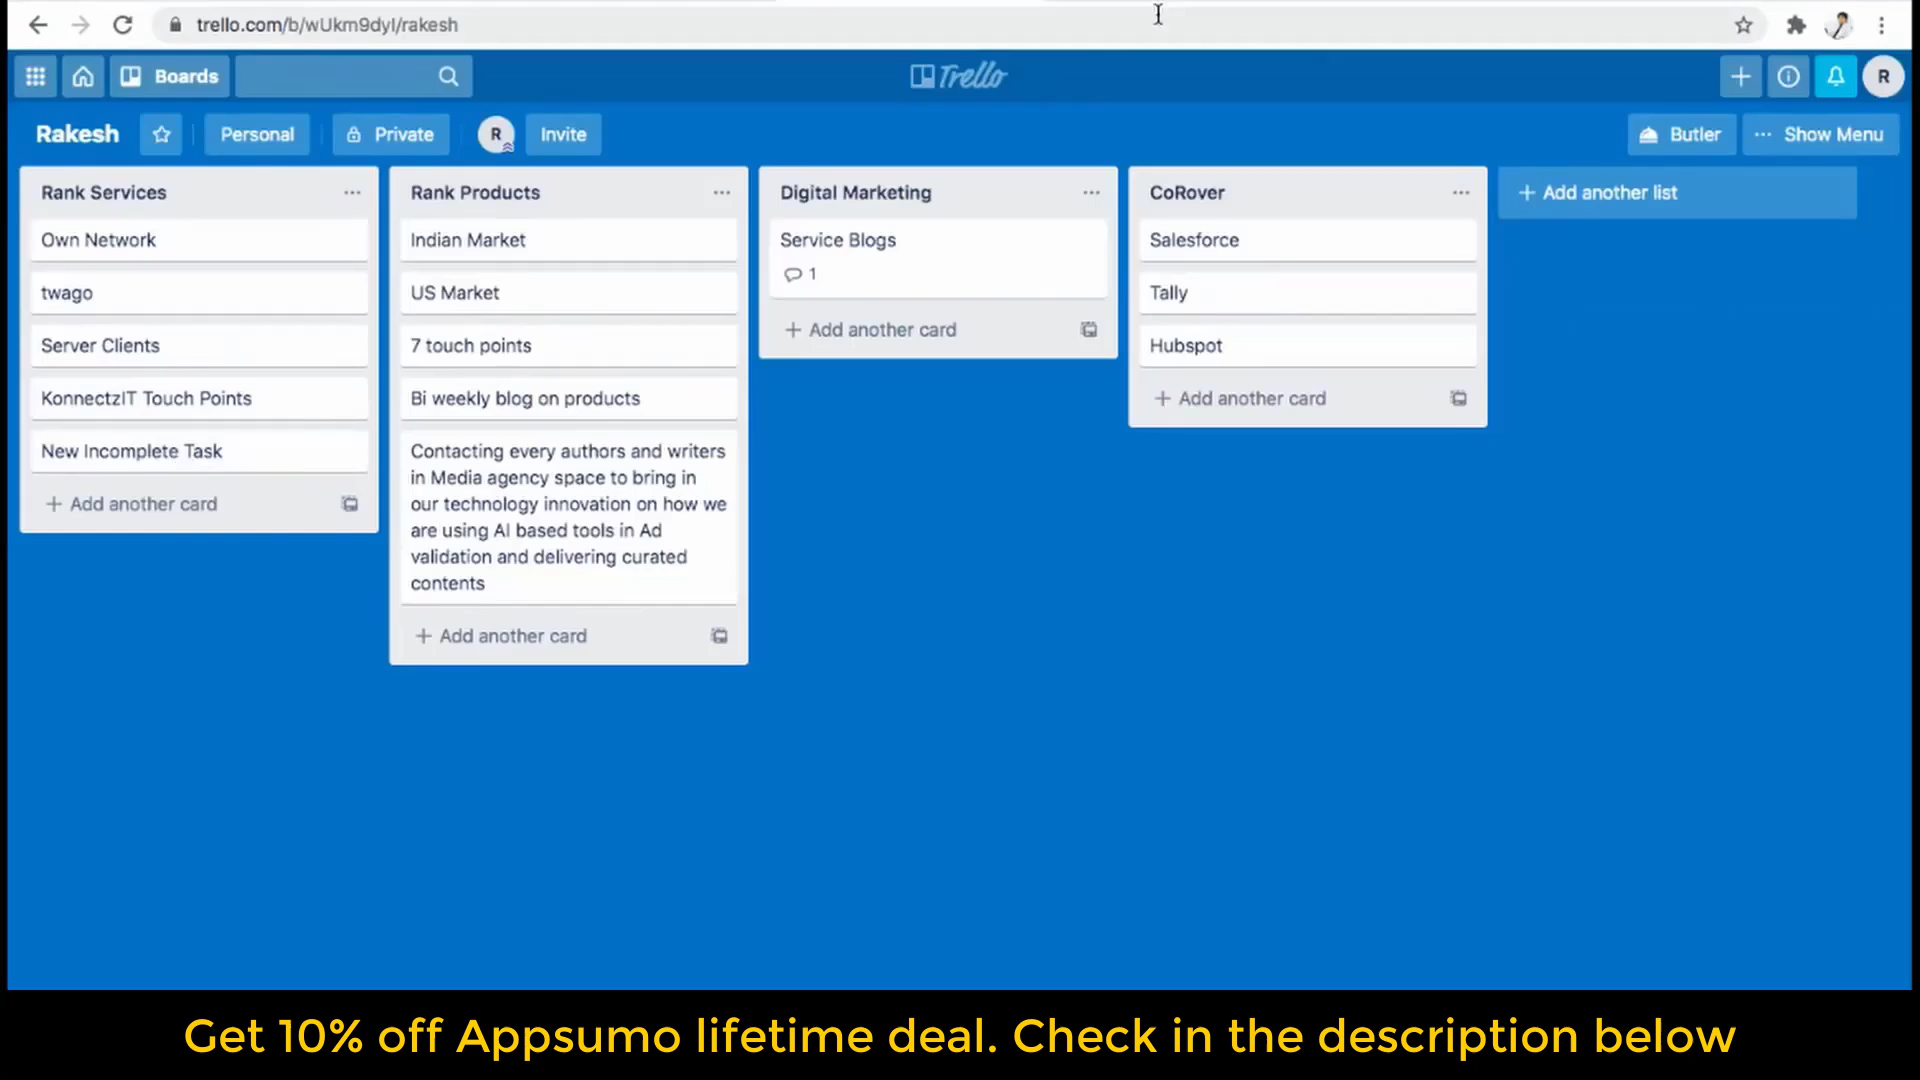 trello.com/b/wUkm9dyI/rakesh
Boards
Trello
R
Rakesh
Personal
Private
R
Invite
Butler
Show Menu
Rank Services
Own Network
twago
Server Clients
KonnectzIT Touch Points
New Incomplete Task
+ Add another card
Rank Products
Indian Market
US Market
7 touch points
Bi weekly blog on products
Contacting every authors and writers
in Media agency space to bring in
our technology innovation on how we
are using AI based tools in Ad
validation and delivering curated
contents
+ Add another card
Digital Marketing
Service Blogs
1
+ Add another card
CoRover
Salesforce
Tally
Hubspot
+ Add another card
+ Add another list
Get 10% off Appsumo lifetime deal. Check in the description below